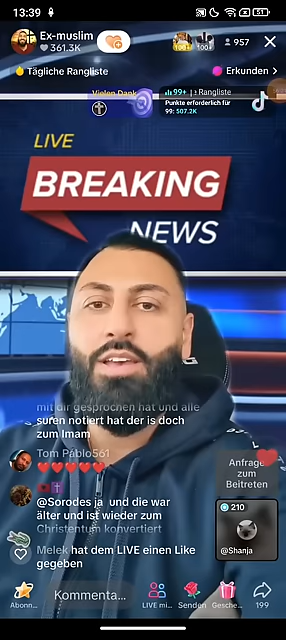 13:39
51
Ex-muslim
361.3K
100+
100+
957
Tägliche Rangliste
Erkunden >
Vielen Dank
99+ | Rangliste
Punkte erforderlich für
99: 507.2K
LIVE
BREAKING
NEWS
mit dir gesprochen hat und alle
suren notiert hat der is doch
zum Imam
Tom Pablo561
@Sorodes ja und die war
älter und ist wieder zum
Christentum konvertiert
Melek hat dem LIVE einen Like
gegeben
Anfrage
zum
Beitreten
210
@Shanja
Abonn...
Kommenta...
LIVE mi...
Senden
Gesche...
199